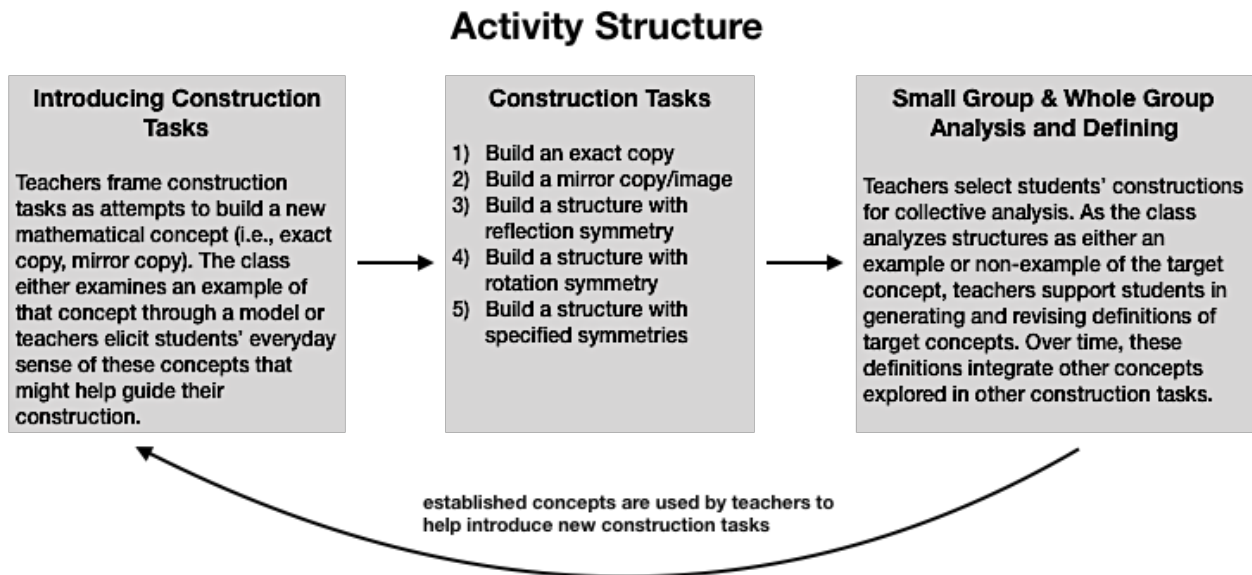 Activity Structure
Introducing Construction
Tasks
Teachers frame construction
tasks as attempts to build a new
mathematical concept (i.e., exact
copy, mirror copy). The class
either examines an example of
that concept through a model or
teachers elicit students' everyday
sense of these concepts that
might help guide their
construction.
Construction Tasks
1) Build an exact copy
2) Build a mirror copy/image
3) Build a structure with
reflection symmetry
4) Build a structure with
rotation symmetry
5) Build a structure with
specified symmetries
Small Group & Whole Group
Analysis and Defining
Teachers select students' constructions
for collective analysis. As the class
analyzes structures as either an
example or non-example of the target
concept, teachers support students in
generating and revising definitions of
target concepts. Over time, these
definitions integrate other concepts
explored in other construction tasks.
established concepts are used by teachers to
help introduce new construction tasks